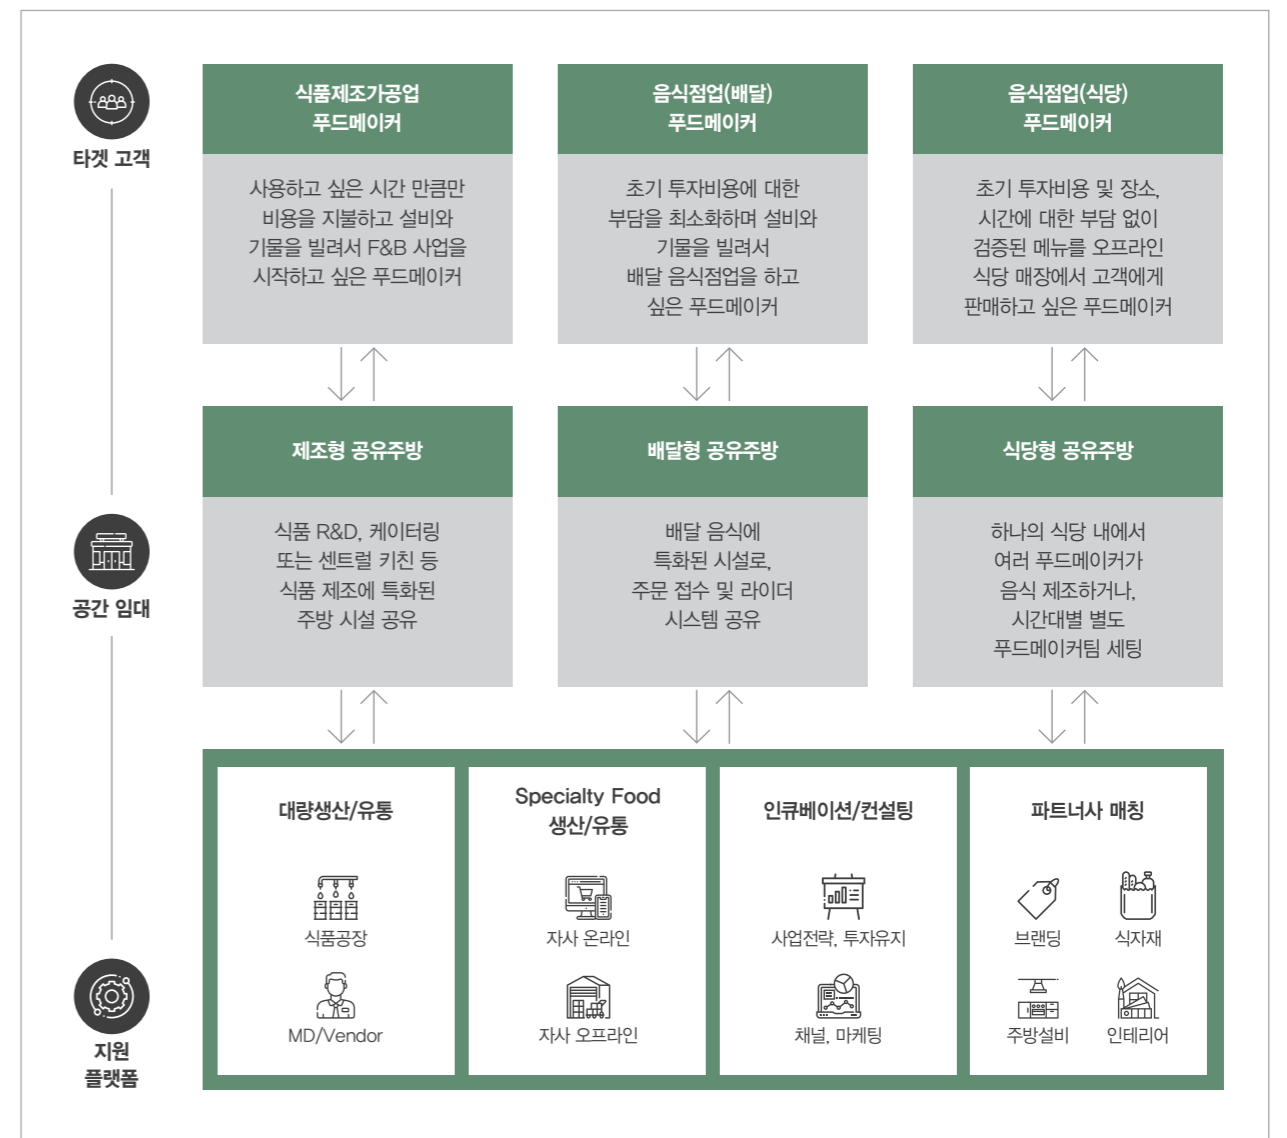 타겟 고객
식품제조가공업
푸드메이커
사용하고 싶은 시간 만큼만
비용을 지불하고 설비와
기물을 빌려서 F&B 사업을
시작하고 싶은 푸드메이커
음식점업(배달)
푸드메이커
초기 투자비용에 대한
부담을 최소화하며 설비와
기물을 빌려서
배달 음식점업을 하고
싶은 푸드메이커
음식점업(식당)
푸드메이커
초기 투자비용 및 장소,
시간에 대한 부담 없이
검증된 메뉴를 오프라인
식당 매장에서 고객에게
판매하고 싶은 푸드메이커
공간 임대
제조형 공유주방
식품 R&D, 케이터링
또는 센트럴 키친 등
식품 제조에 특화된
주방 시설 공유
배달형 공유주방
배달 음식에
특화된 시설로,
주문 접수 및 라이더
시스템 공유
식당형 공유주방
하나의 식당 내에서
여러 푸드메이커가
음식 제조하거나,
시간대별 별도
푸드메이커팀 세팅
지원
플랫폼
대량생산/유통
식품공장
MD/Vendor
Specialty Food
생산/유통
자사 온라인
자사 오프라인
인큐베이션/컨설팅
사업전략, 투자유지
채널, 마케팅
파트너사 매칭
브랜딩
식자재
주방설비
인테리어